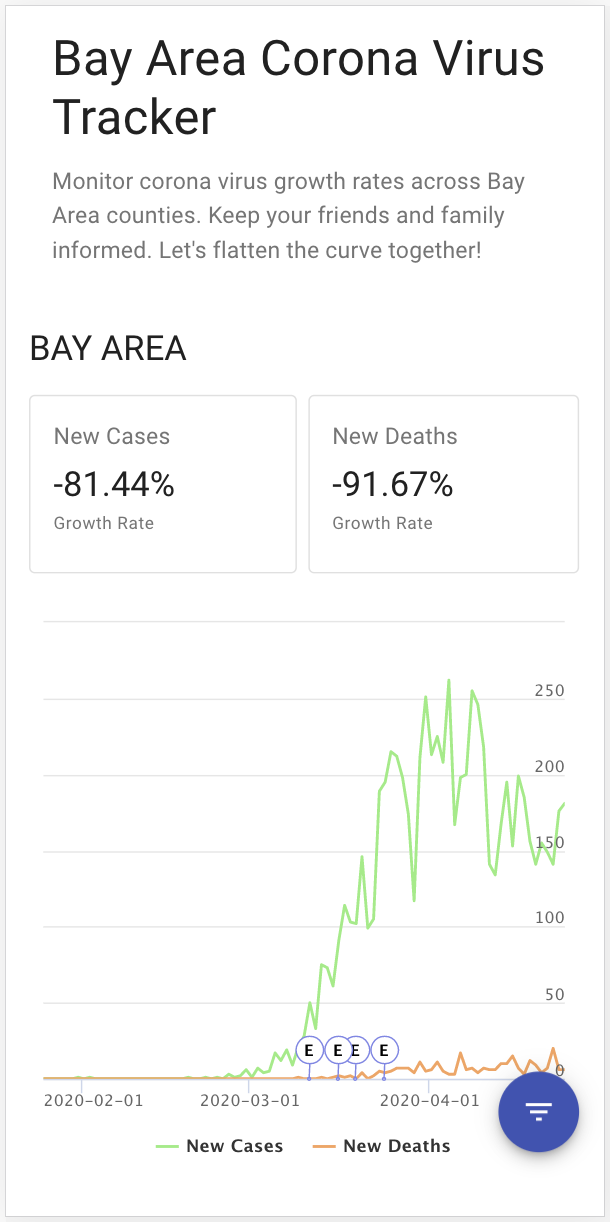 Bay Area Corona Virus
Tracker
Monitor corona virus growth rates across Bay
Area counties. Keep your friends and family
informed. Let's flatten the curve together!
BAY AREA
New Cases
-81.44%
Growth Rate
New Deaths
-91.67%
Growth Rate
250
200
150
100
50
0
E E E E
2020-02-01 2020-03-01 2020-04-01
New Cases New Deaths